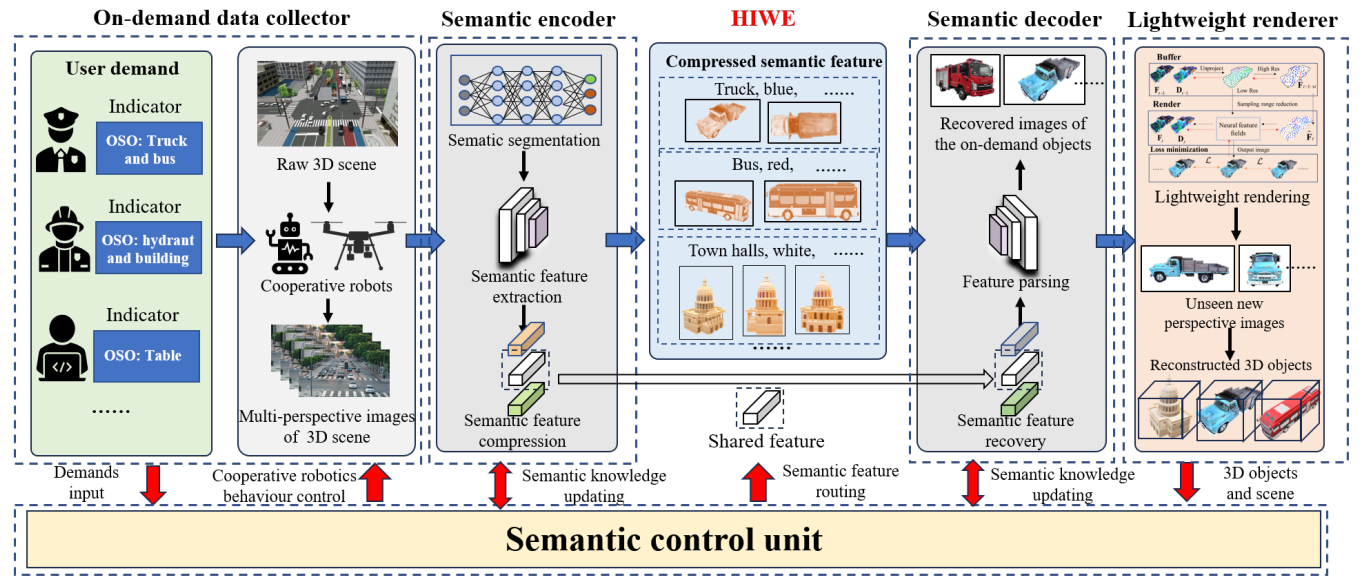 On-demand data collector
Semantic encoder
HIWE
Semantic decoder
Lightweight renderer
User demand
Indicator
OSO: Truck
and bus
Indicator
OSO: hydrant
and building
Indicator
OSO: Table
......
Raw 3D scene
Cooperative robots
Multi-perspective images
of 3D scene
Sematic segmentation
Semantic feature
extraction
Semantic feature
compression
Compressed semantic feature
Truck, blue, ......
Bus, red, ......
Town halls, white, ......
......
Shared feature
......
Recovered images of
the on-demand objects
Feature parsing
Semantic feature
recovery
Buffer
Unproject
High Res
Low Res
Sampling range reduction
Render
Neural feature
fields
Loss minimization
Output image
ℒ ℒ
Lightweight rendering
......
Unseen new
perspective images
Reconstructed 3D objects
Demands
input
Cooperative robotics
behaviour control
Semantic knowledge
updating
Semantic feature
routing
Semantic knowledge
updating
3D objects
and scene
Semantic control unit